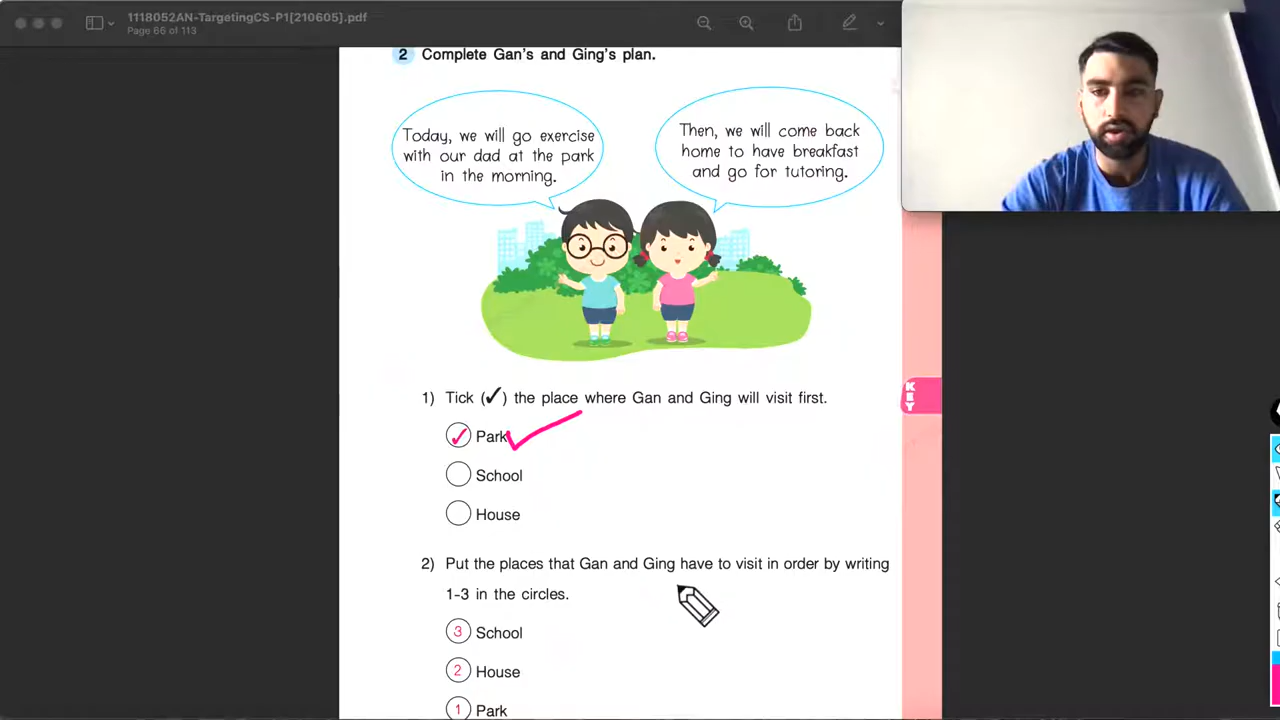 1118052AN-TargetingCS-P1[210605].pdf
Page 66 of 113
2 Complete Gan's and Ging's plan.
Today, we will go exercise
with our dad at the park
in the morning.
Then, we will come back
home to have breakfast
and go for tutoring.
1) Tick (✓) the place where Gan and Ging will visit first.
✓ Park
School
House
KEY
2) Put the places that Gan and Ging have to visit in order by writing
1-3 in the circles.
3 School
2 House
1 Park